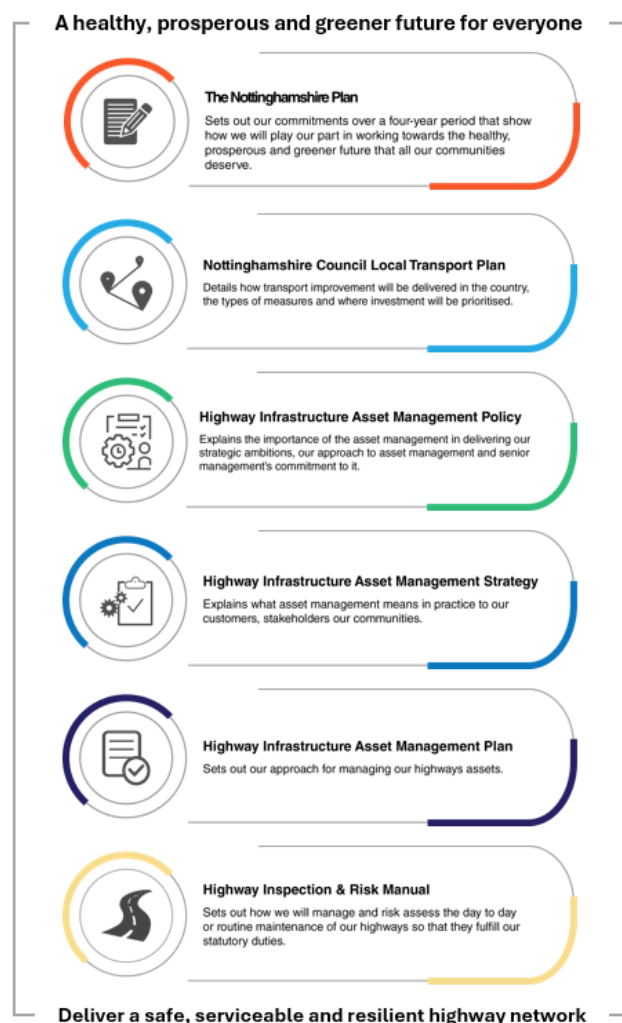 A healthy, prosperous and greener future for everyone
The Nottinghamshire Plan
Sets out our commitments over a four-year period that show
how we will play our part in working towards the healthy,
prosperous and greener future that all our communities
deserve.
Nottinghamshire Council Local Transport Plan
Details how transport improvement will be delivered in the country,
the types of measures and where investment will be prioritised.
Highway Infrastructure Asset Management Policy
Explains the importance of the asset management in delivering our
strategic ambitions, our approach to asset management and senior
management's commitment to it.
Highway Infrastructure Asset Management Strategy
Explains what asset management means in practice to our
customers, stakeholders our communities.
Highway Infrastructure Asset Management Plan
Sets out our approach for managing our highways assets.
Highway Inspection & Risk Manual
Sets out how we will manage and risk assess the day to day
or routine maintenance of our highways so that they fulfill our
statutory duties.
Deliver a safe, serviceable and resilient highway network